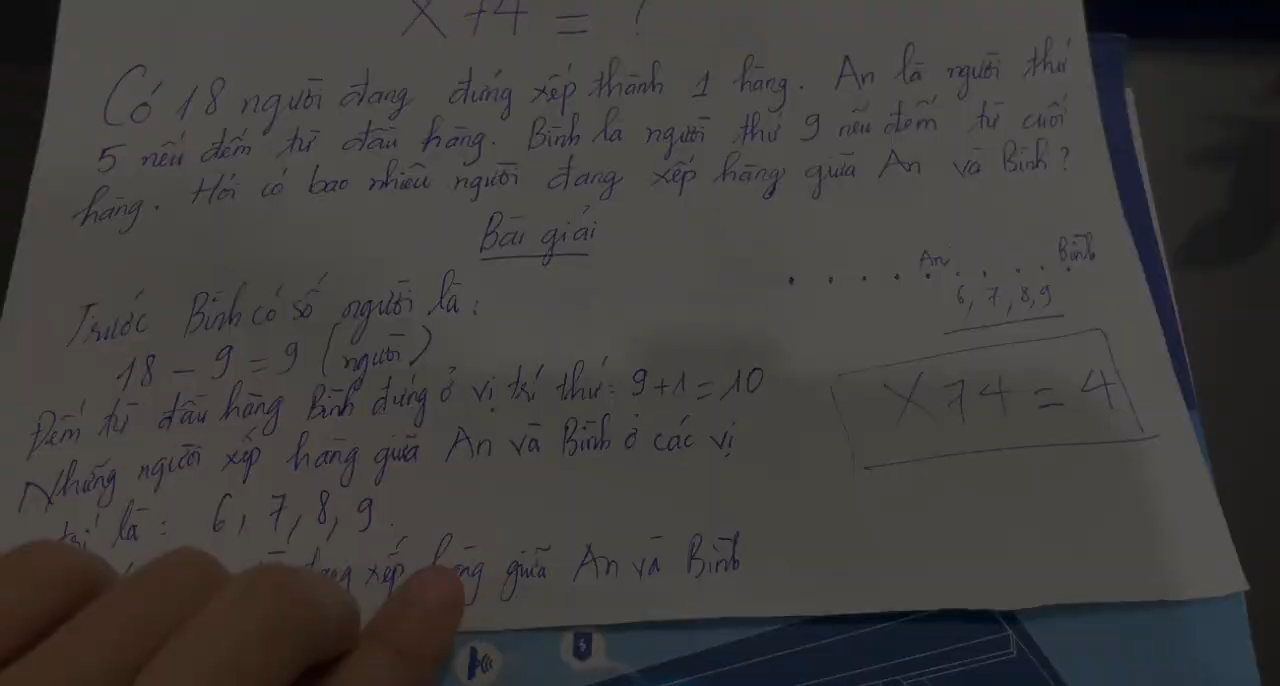 X74 = ?
Có 18 người đang đứng xếp thành 1 hàng. An là người thứ
5 nếu đếm từ đầu hàng. Bình là người thứ 9 nếu đếm từ cuối
hàng. Hỏi có bao nhiêu người đang xếp hàng giữa An và Bình?
Bài giải
An Bình
6, 7, 8, 9
Trước Bình có số người là:
18 - 9 = 9 (người)
Đếm từ đầu hàng Bình đứng ở vị trí thứ: 9+1=10
X74 = 4
Những người xếp hàng giữa An và Bình ở các vị
trí là: 6, 7, 8, 9.
đang xếp hàng giữa An và Bình